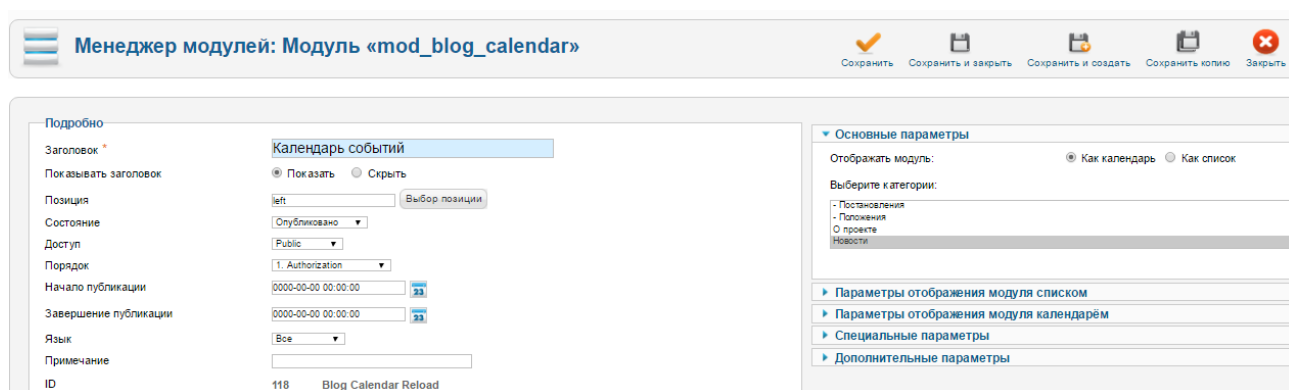 Менеджер модулей: Модуль «mod_blog_calendar»
Сохранить Сохранить и закрыть Сохранить и создать Сохранить копию Закрыть
Подробно
Заголовок * Календарь событий
Показывать заголовок Показать Скрыть
Позиция left Выбор позиции
Состояние Опубликовано
Доступ Public
Порядок 1. Authorization
Начало публикации 0000-00-00 00:00:00 23
Завершение публикации 0000-00-00 00:00:00 23
Язык Все
Примечание
ID 118 Blog Calendar Reload
Основные параметры
Отображать модуль: Как календарь Как список
Выберите категории:
- Постановления
- Положения
О проекте
Новости
Параметры отображения модуля списком
Параметры отображения модуля календарём
Специальные параметры
Дополнительные параметры